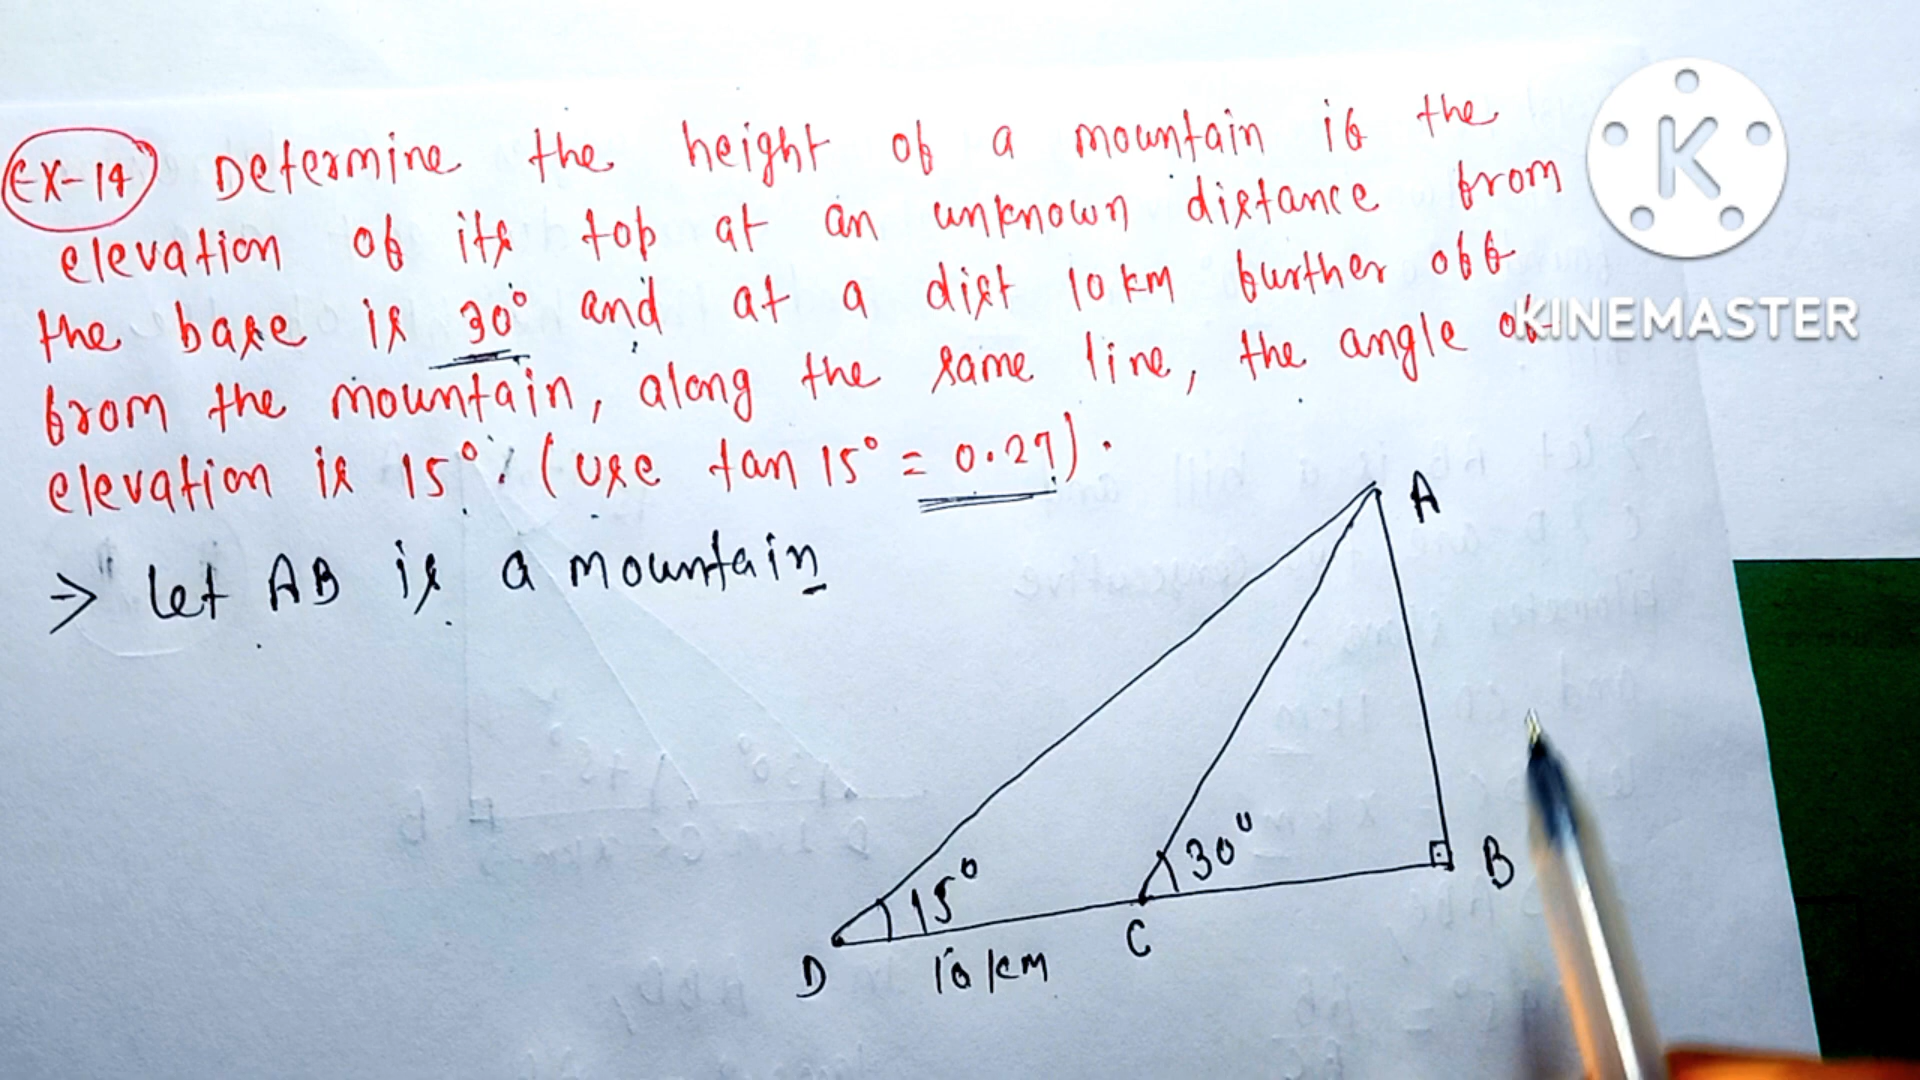 Ex-14 Determine the height of a mountain if the
elevation of its top at an unknown distance from
the base is 30° and at a dist 10 km further off
from the mountain, along the same line, the angle of
elevation is 15°. (use tan 15° = 0.27).
→ let AB is a mountain
A
30°
B
15°
C
D
10 km
K
KINEMASTER